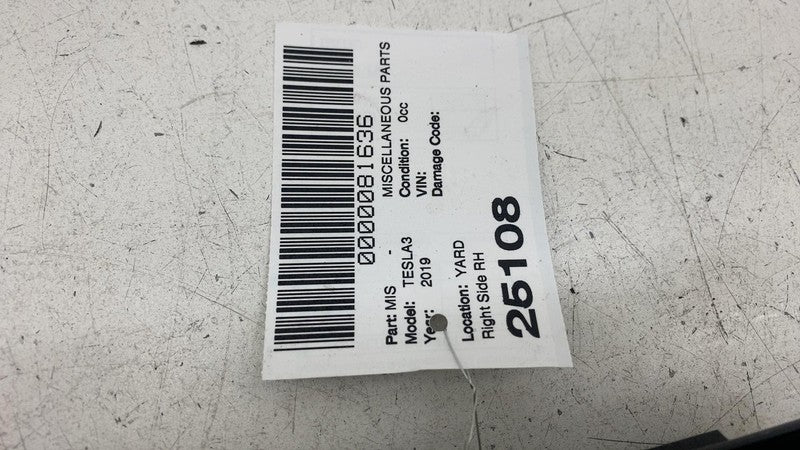 0000081636
Part: MIS - MISCELLANEOUS PARTS
Model: TESLA3 Condition: 0cc
Year: 2019 VIN:
Damage Code:
Location: YARD
Right Side RH
25108